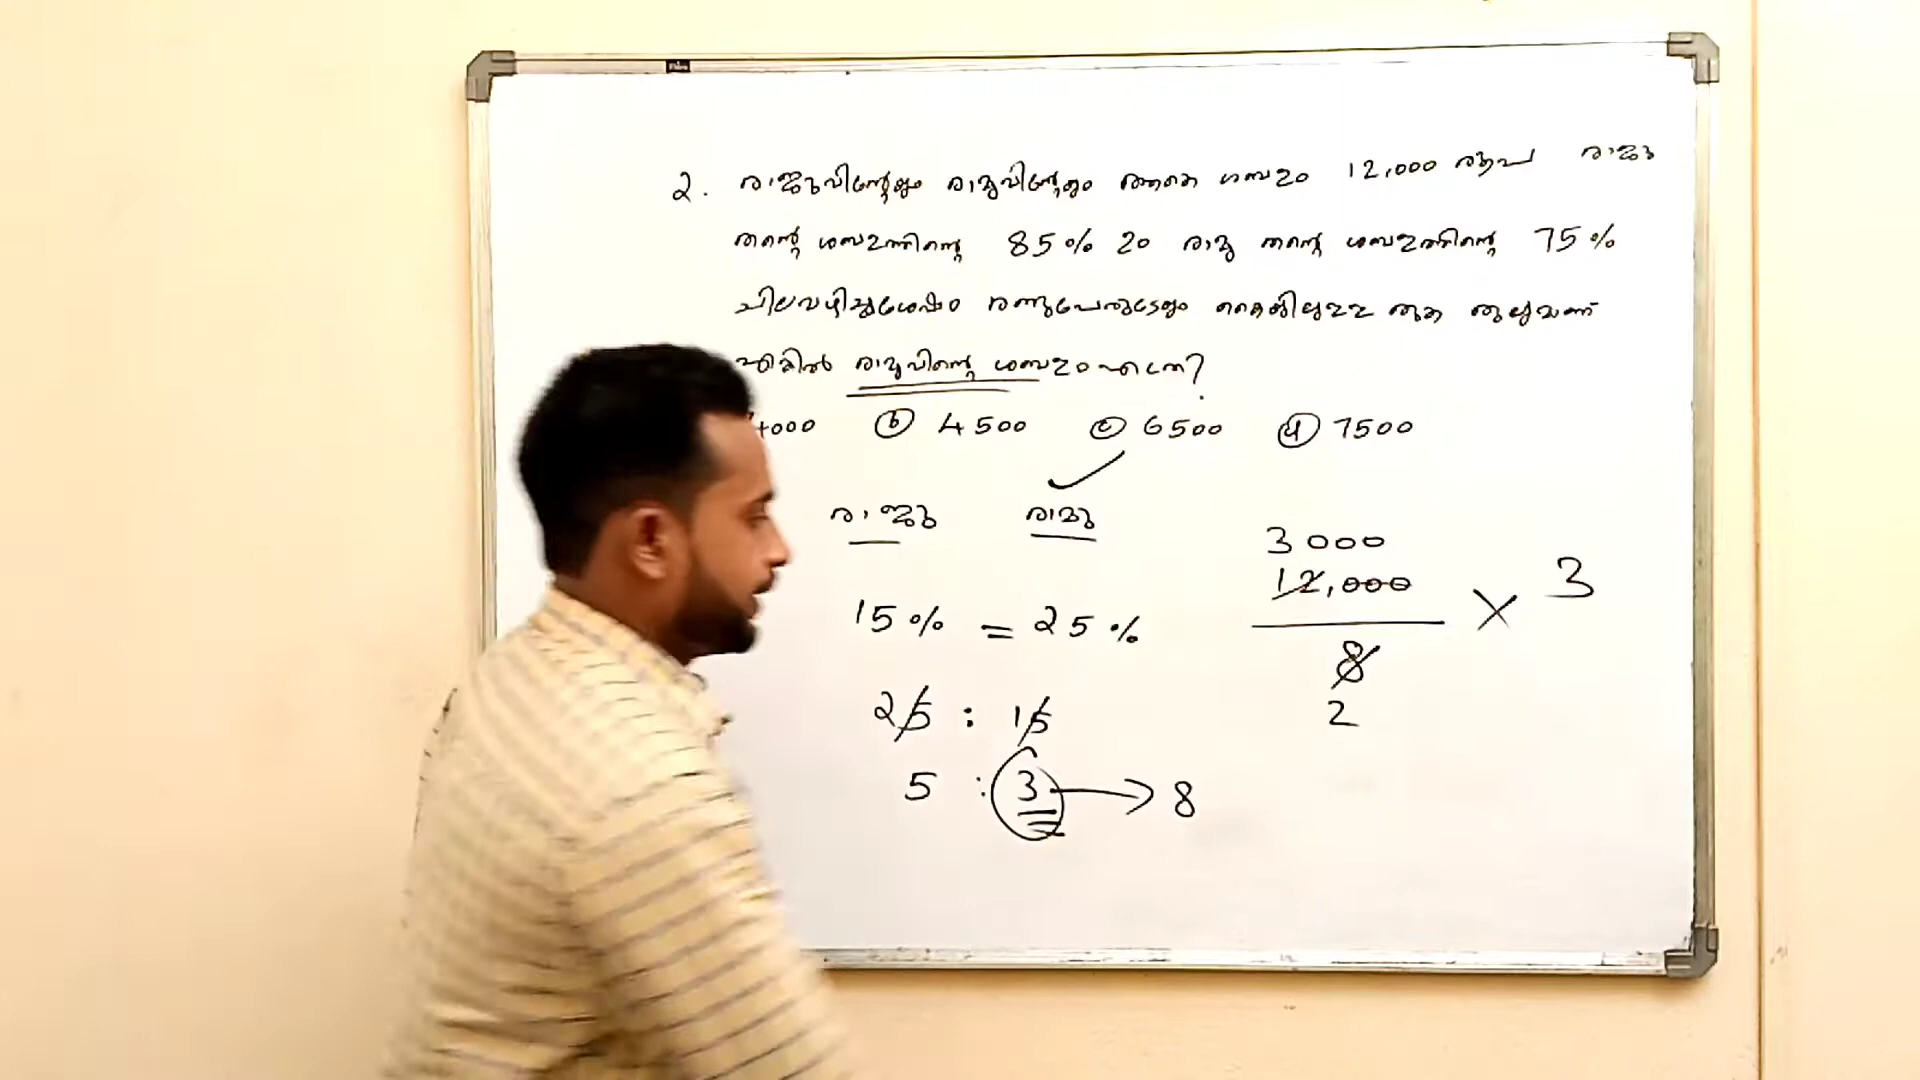 2. രാജുവിന്റേയും രാമുവിന്റേയും ആകെ ശമ്പളം 12,000 രൂപ രാജു
തന്റെ ശമ്പളത്തിന്റെ 85% ളം രാമു തന്റെ ശമ്പളത്തിന്റെ 75%
ചിലവഴിച്ചശേഷം രണ്ടുപേരുടേയും കൈയ്യിലുള്ള തുക തുല്യമാണ്
എങ്കിൽ രാമുവിന്റെ ശമ്പളം എത്ര?
4000 ⓑ 4500 ⓒ 6500 ⓓ 7500
രാജു രാമു
15% = 25%
25 : 15
5 : 3 → 8
3000
12,000 × 3
8
2